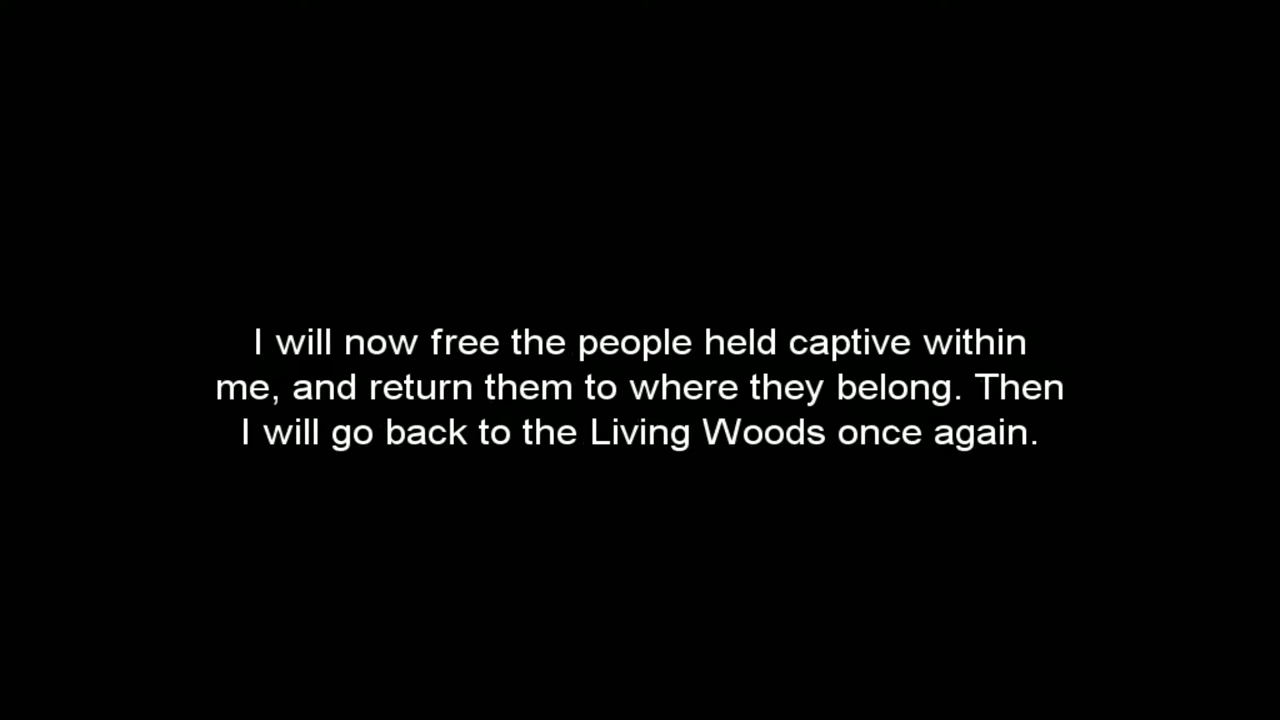 I will now free the people held captive within
me, and return them to where they belong. Then
I will go back to the Living Woods once again.